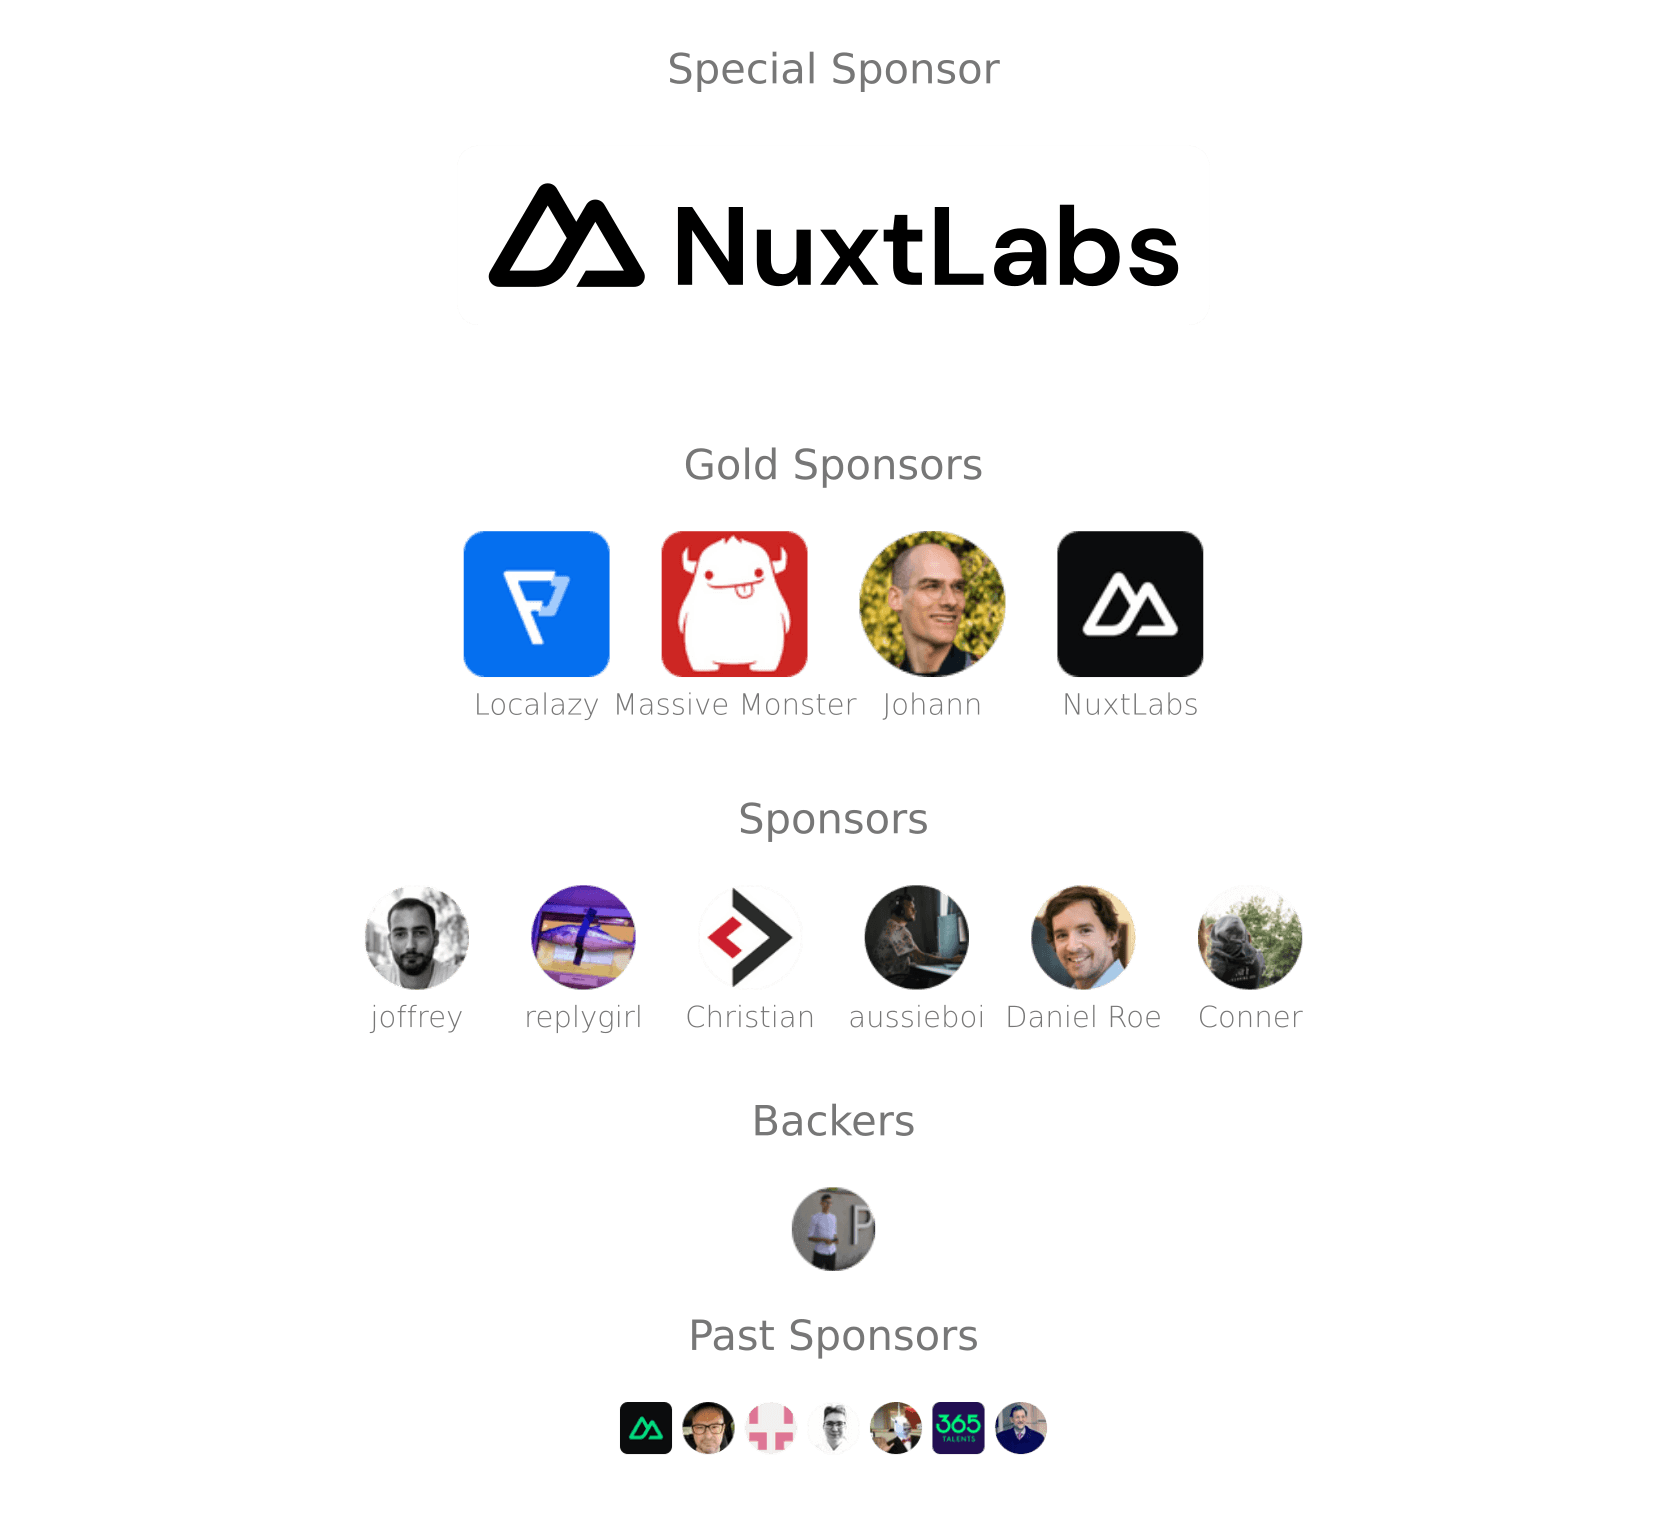 Special Sponsor
NuxtLabs
Gold Sponsors
Localazy Massive Monster Johann NuxtLabs
Sponsors
joffrey replygirl Christian aussieboi Daniel Roe Conner
Backers
P
Past Sponsors
365
TALENTS